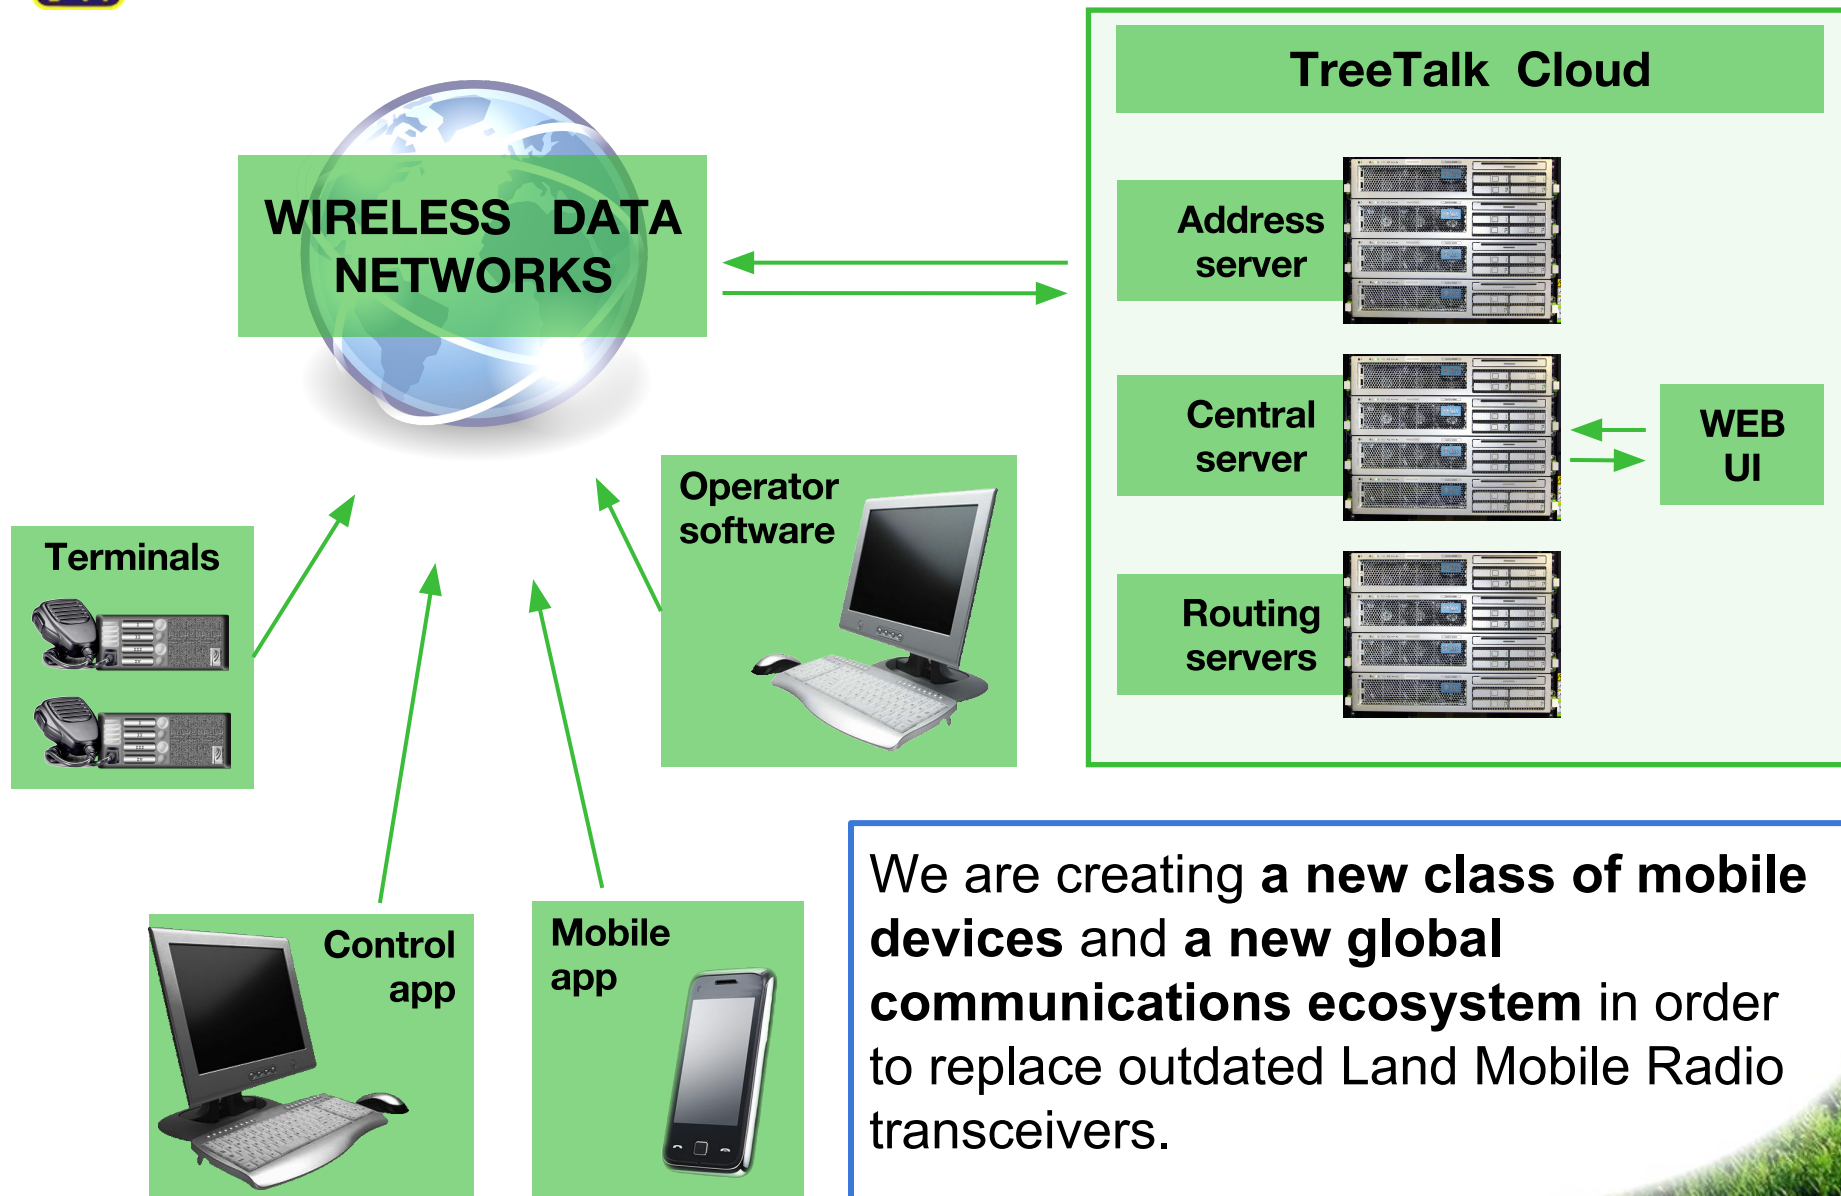 TreeTalk Cloud
WIRELESS DATA
NETWORKS
Address
server
Central
server
WEB
UI
Routing
servers
Operator
software
Terminals
Control
app
Mobile
app
We are creating a new class of mobile
devices and a new global
communications ecosystem in order
to replace outdated Land Mobile Radio
transceivers.